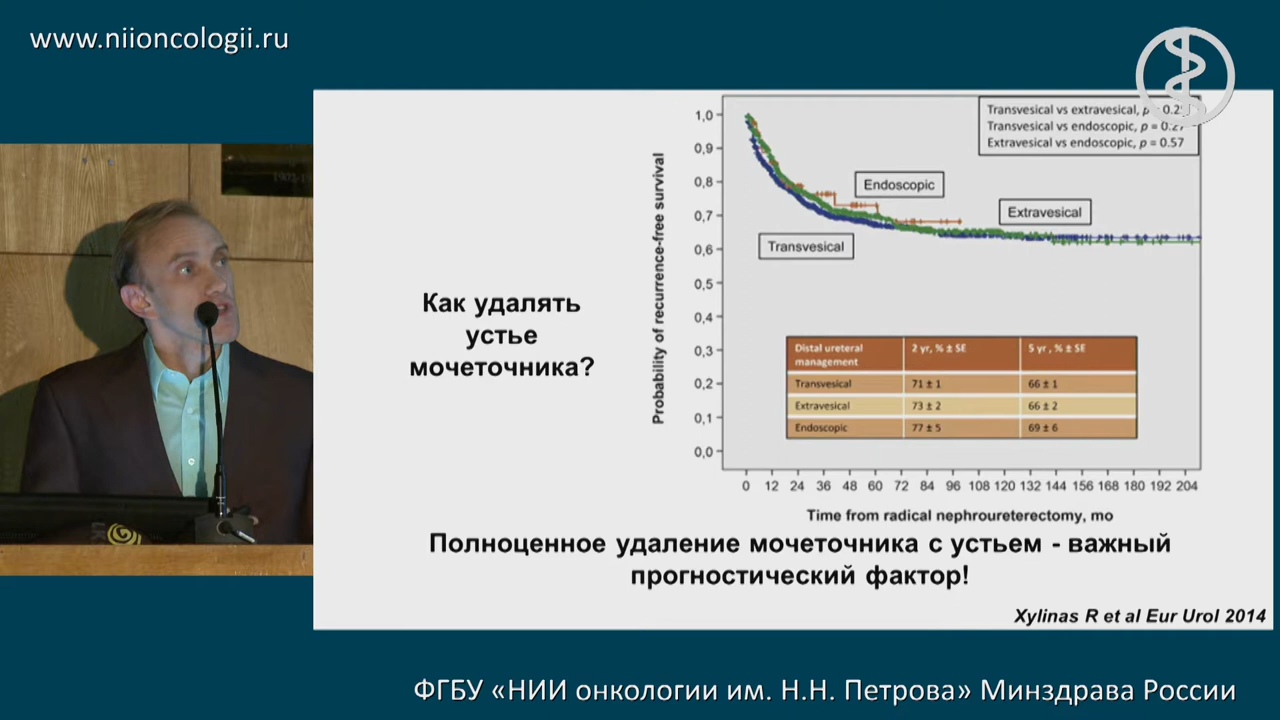 www.niioncologii.ru
Как удалять
устье
мочеточника?
Probability of recurrence-free survival
1,0
0,9
0,8
0,7
0,6
0,5
0,4
0,3
0,2
0,1
0,0
Transvesical vs extravesical, p = 0.2
Transvesical vs endoscopic, p = 0.27
Extravesical vs endoscopic, p = 0.57
Endoscopic
Extravesical
Transvesical
Distal ureteral management 2 yr, % ± SE 5 yr , % ± SE
Transvesical 71 ± 1 66 ± 1
Extravesical 73 ± 2 66 ± 2
Endoscopic 77 ± 5 69 ± 6
0 12 24 36 48 60 72 84 96 108 120 132 144 156 168 180 192 204
Time from radical nephroureterectomy, mo
Полноценное удаление мочеточника с устьем - важный
прогностический фактор!
Xylinas R et al Eur Urol 2014
ФГБУ «НИИ онкологии им. Н.Н. Петрова» Минздрава России